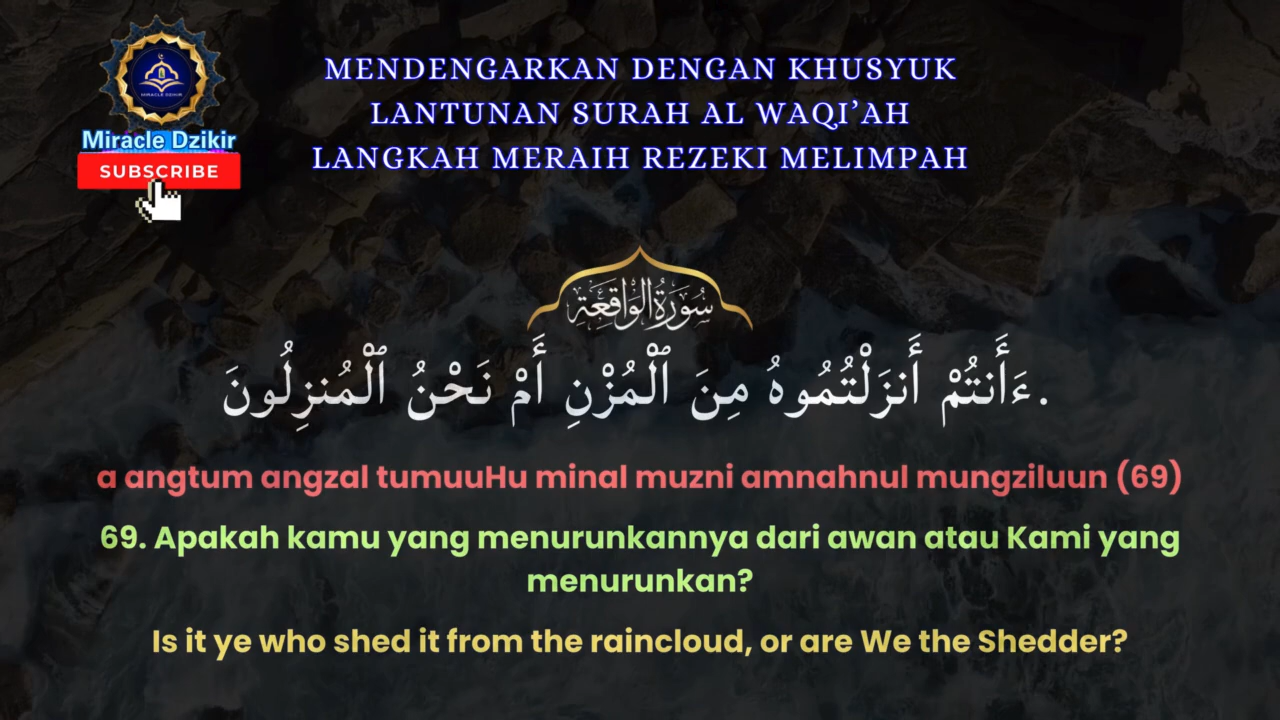 MIRACLE DZIKIR
Miracle Dzikir
SUBSCRIBE
MENDENGARKAN DENGAN KHUSYUK
LANTUNAN SURAH AL WAQI’AH
LANGKAH MERAIH REZEKI MELIMPAH
سُورَةُ الوَاقِعَةِ
ءَأَنتُمْ أَنزَلْتُمُوهُ مِنَ ٱلْمُزْنِ أَمْ نَحْنُ ٱلْمُنزِلُونَ.
a angtum angzal tumuuHu minal muzni amnahnul mungziluun (69)
69. Apakah kamu yang menurunkannya dari awan atau Kami yang
menurunkan?
Is it ye who shed it from the raincloud, or are We the Shedder?